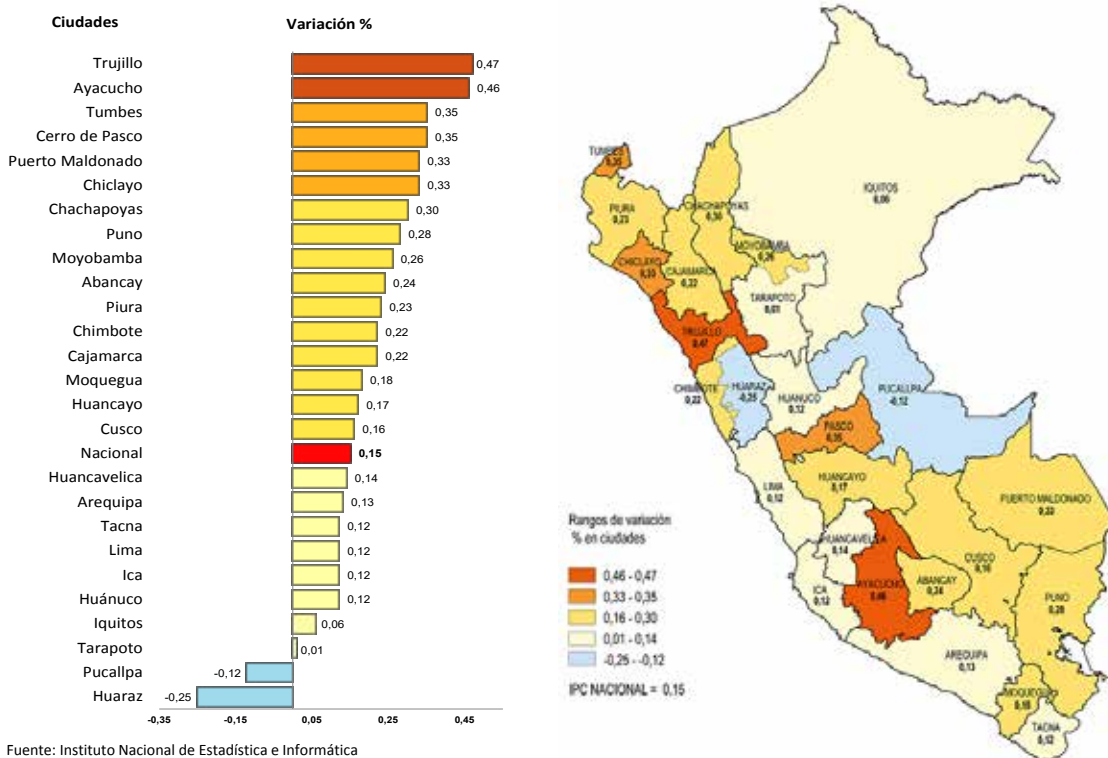 Ciudades Variación %
Trujillo 0,47
Ayacucho 0,46
Tumbes 0,35
Cerro de Pasco 0,35
Puerto Maldonado 0,33
Chiclayo 0,33
Chachapoyas 0,30
Puno 0,28
Moyobamba 0,26
Abancay 0,24
Piura 0,23
Chimbote 0,22
Cajamarca 0,22
Moquegua 0,18
Huancayo 0,17
Cusco 0,16
Nacional 0,15
Huancavelica 0,14
Arequipa 0,13
Tacna 0,12
Lima 0,12
Ica 0,12
Huánuco 0,12
Iquitos 0,06
Tarapoto 0,01
Pucallpa -0,12
Huaraz -0,25
-0,35 -0,15 0,05 0,25 0,45
Fuente: Instituto Nacional de Estadística e Informática
TUMBES
0,35
PIURA
0,23
CHACHAPOYAS
0,30
IQUITOS
0,06
MOYOBAMBA
0,26
CHICLAYO
0,33
CAJAMARCA
0,22
TARAPOTO
0,01
TRUJILLO
0,47
CHIMBOTE
0,22
HUARAZ
-0,25
HUANUCO
0,12
PUCALLPA
-0,12
PASCO
0,35
LIMA
0,12
HUANCAYO
0,17
PUERTO MALDONADO
0,33
HUANCAVELICA
0,14
CUSCO
0,16
AYACUCHO
0,46
ABANCAY
0,24
ICA
0,12
PUNO
0,28
AREQUIPA
0,13
MOQUEGUA
0,18
TACNA
0,12
Rangos de variación
% en ciudades
0,46 - 0,47
0,33 - 0,35
0,16 - 0,30
0,01 - 0,14
-0,25 - -0,12
IPC NACIONAL = 0,15